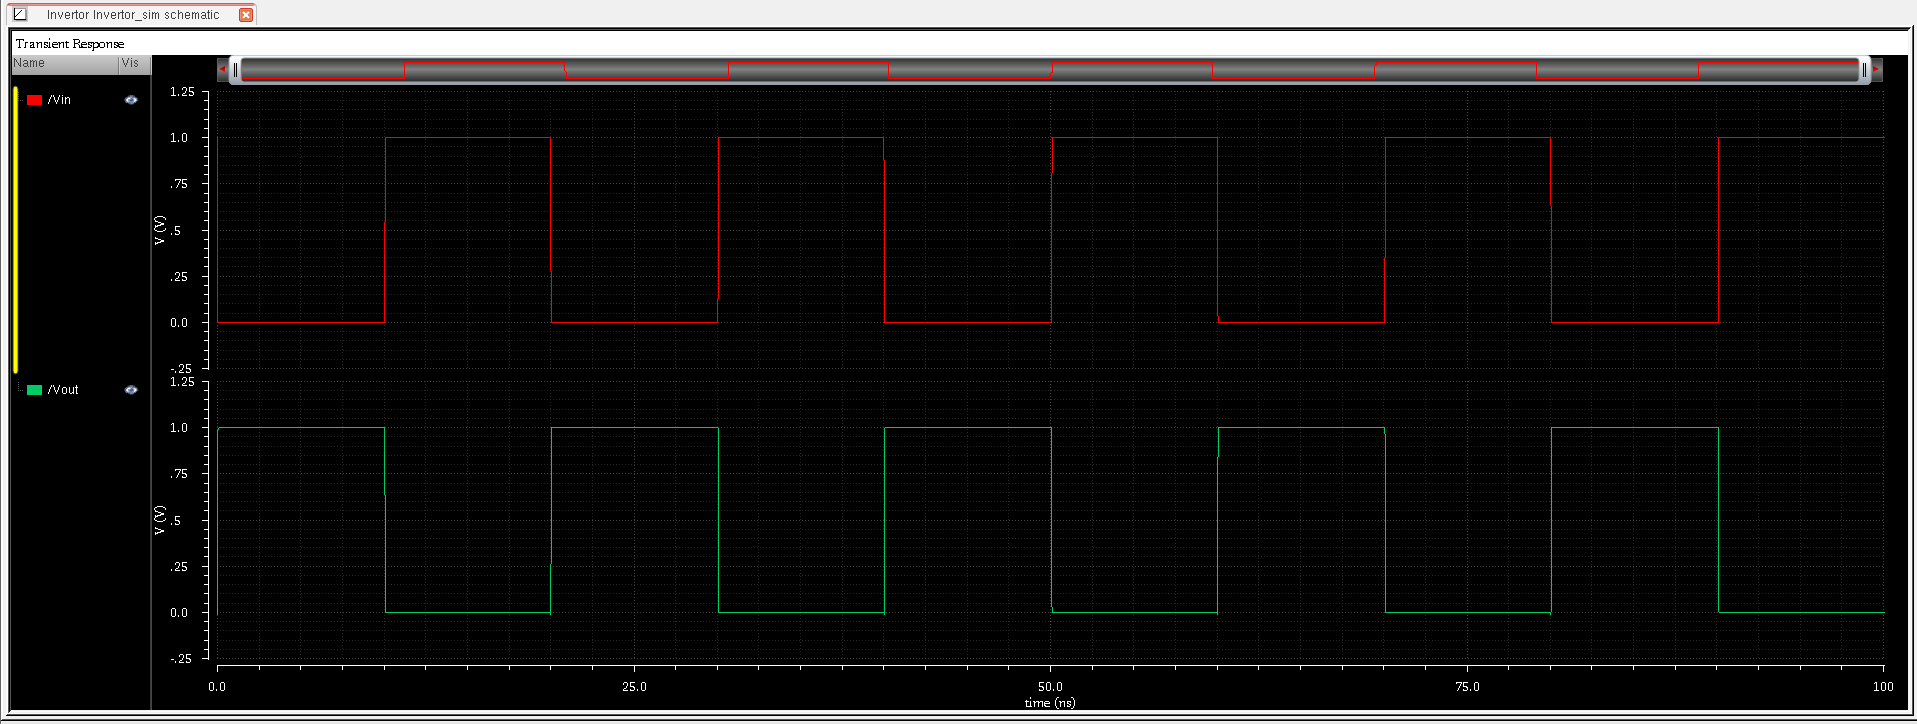 Invertor Invertor_sim schematic
Transient Response
Name Vis
/Vin
1.25
1.0
.75
.5
.25
0.0
-.25
V (V)
/Vout
1.25
1.0
.75
.5
.25
0.0
-.25
V (V)
0.0 25.0 50.0 75.0 100
time (ns)